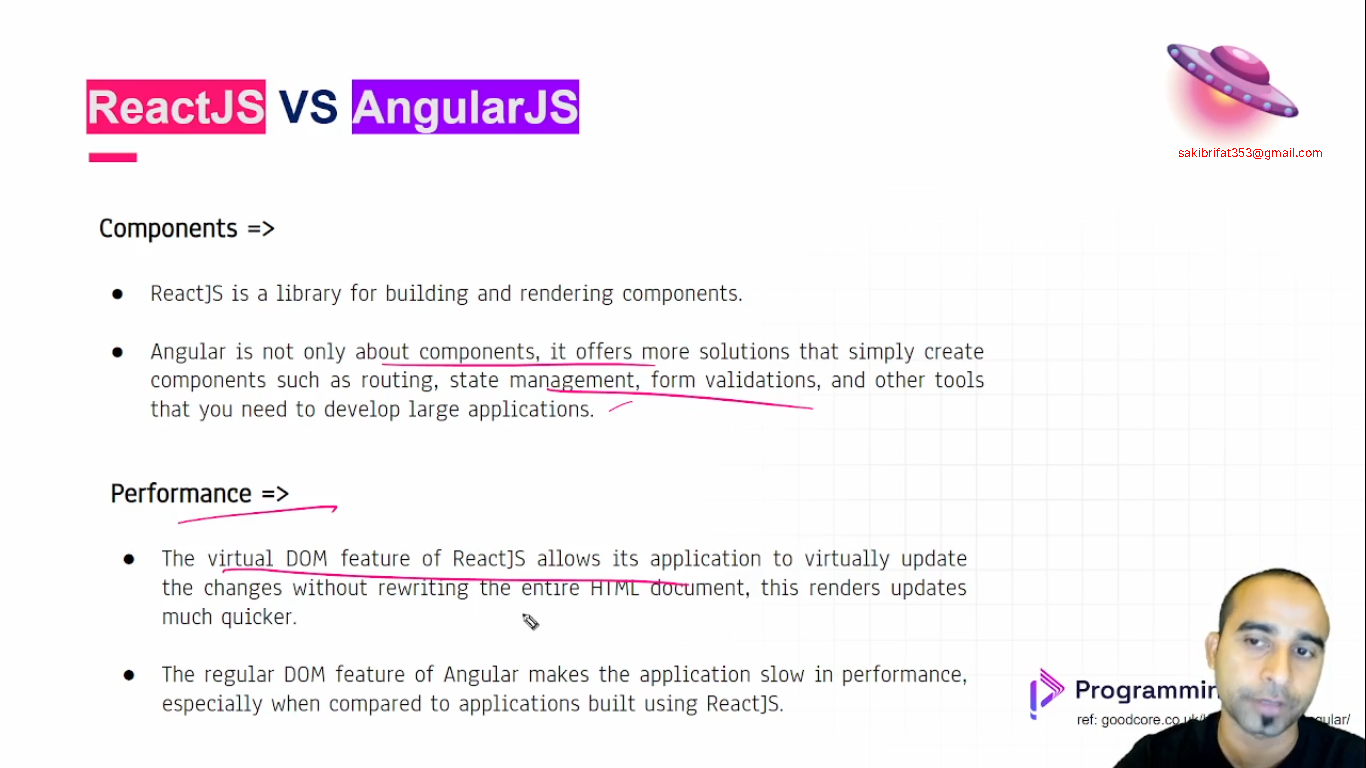 ReactJS VS AngularJS
sakibrifat353@gmail.com
Components =>
● ReactJS is a library for building and rendering components.
● Angular is not only about components, it offers more solutions that simply create
components such as routing, state management, form validations, and other tools
that you need to develop large applications.
Performance =>
● The virtual DOM feature of ReactJS allows its application to virtually update
the changes without rewriting the entire HTML document, this renders updates
much quicker.
● The regular DOM feature of Angular makes the application slow in performance,
especially when compared to applications built using ReactJS.
ref: goodcore.co.uk/